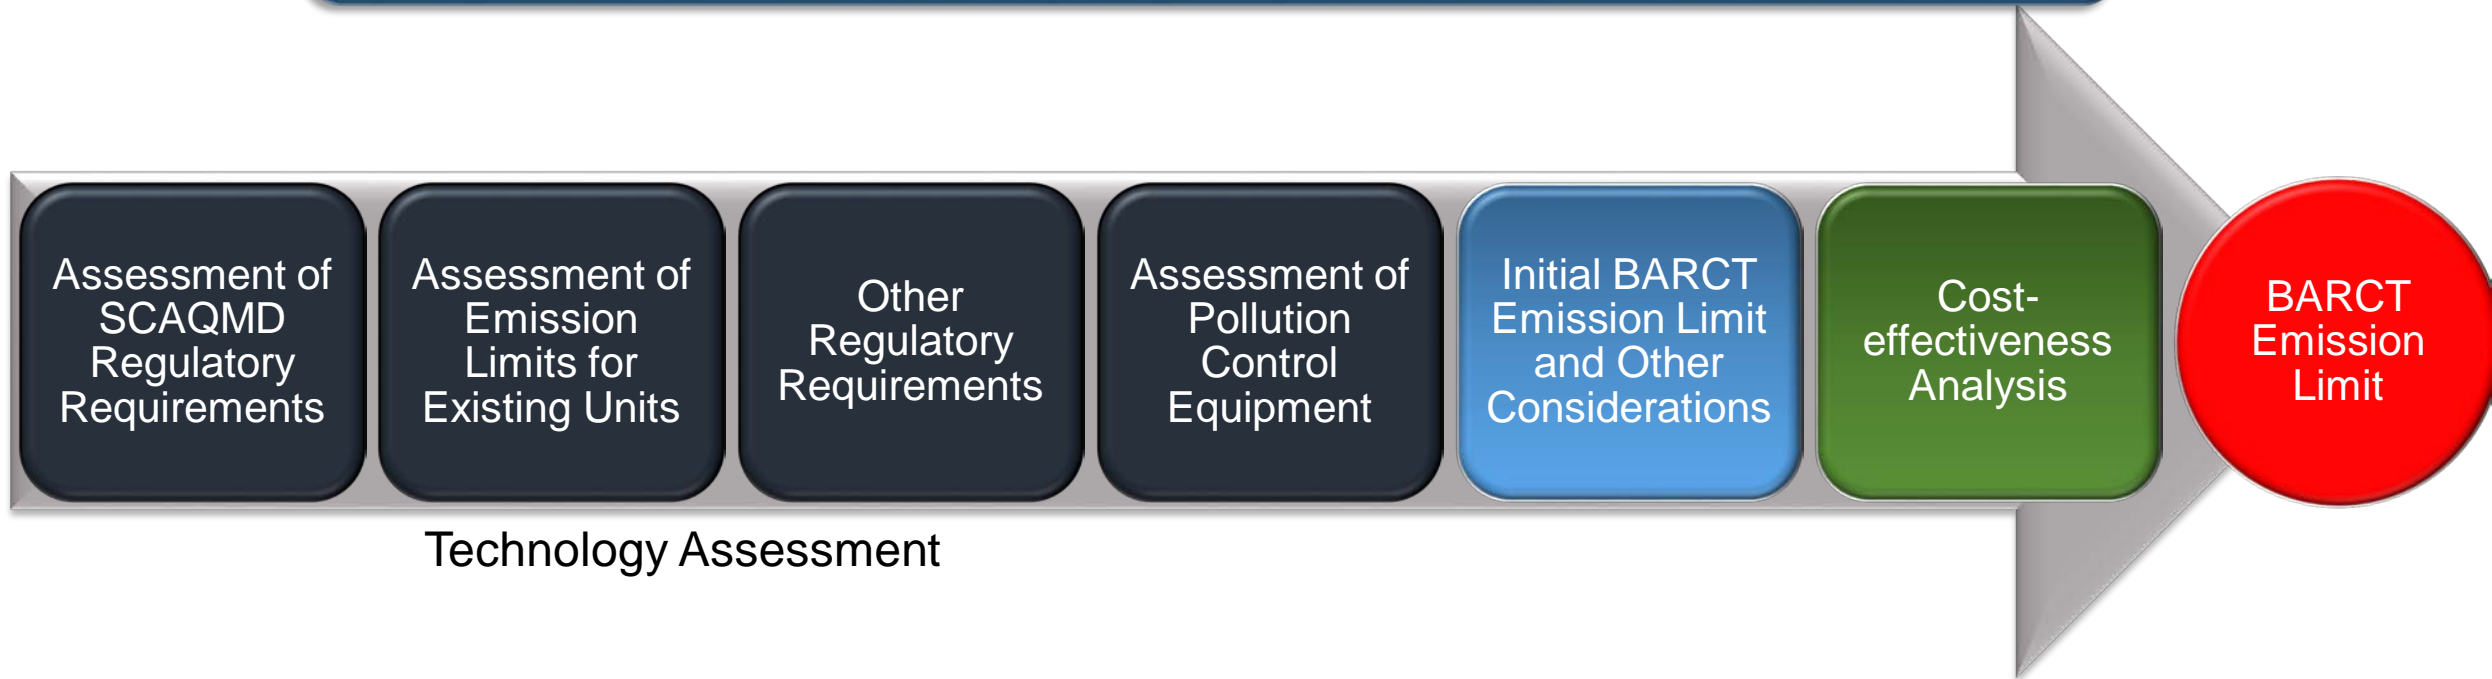 Assessment of
SCAQMD
Regulatory
Requirements
Assessment of
Emission
Limits for
Existing Units
Other
Regulatory
Requirements
Assessment of
Pollution
Control
Equipment
Initial BARCT
Emission Limit
and Other
Considerations
Cost-
effectiveness
Analysis
BARCT
Emission
Limit
Technology Assessment